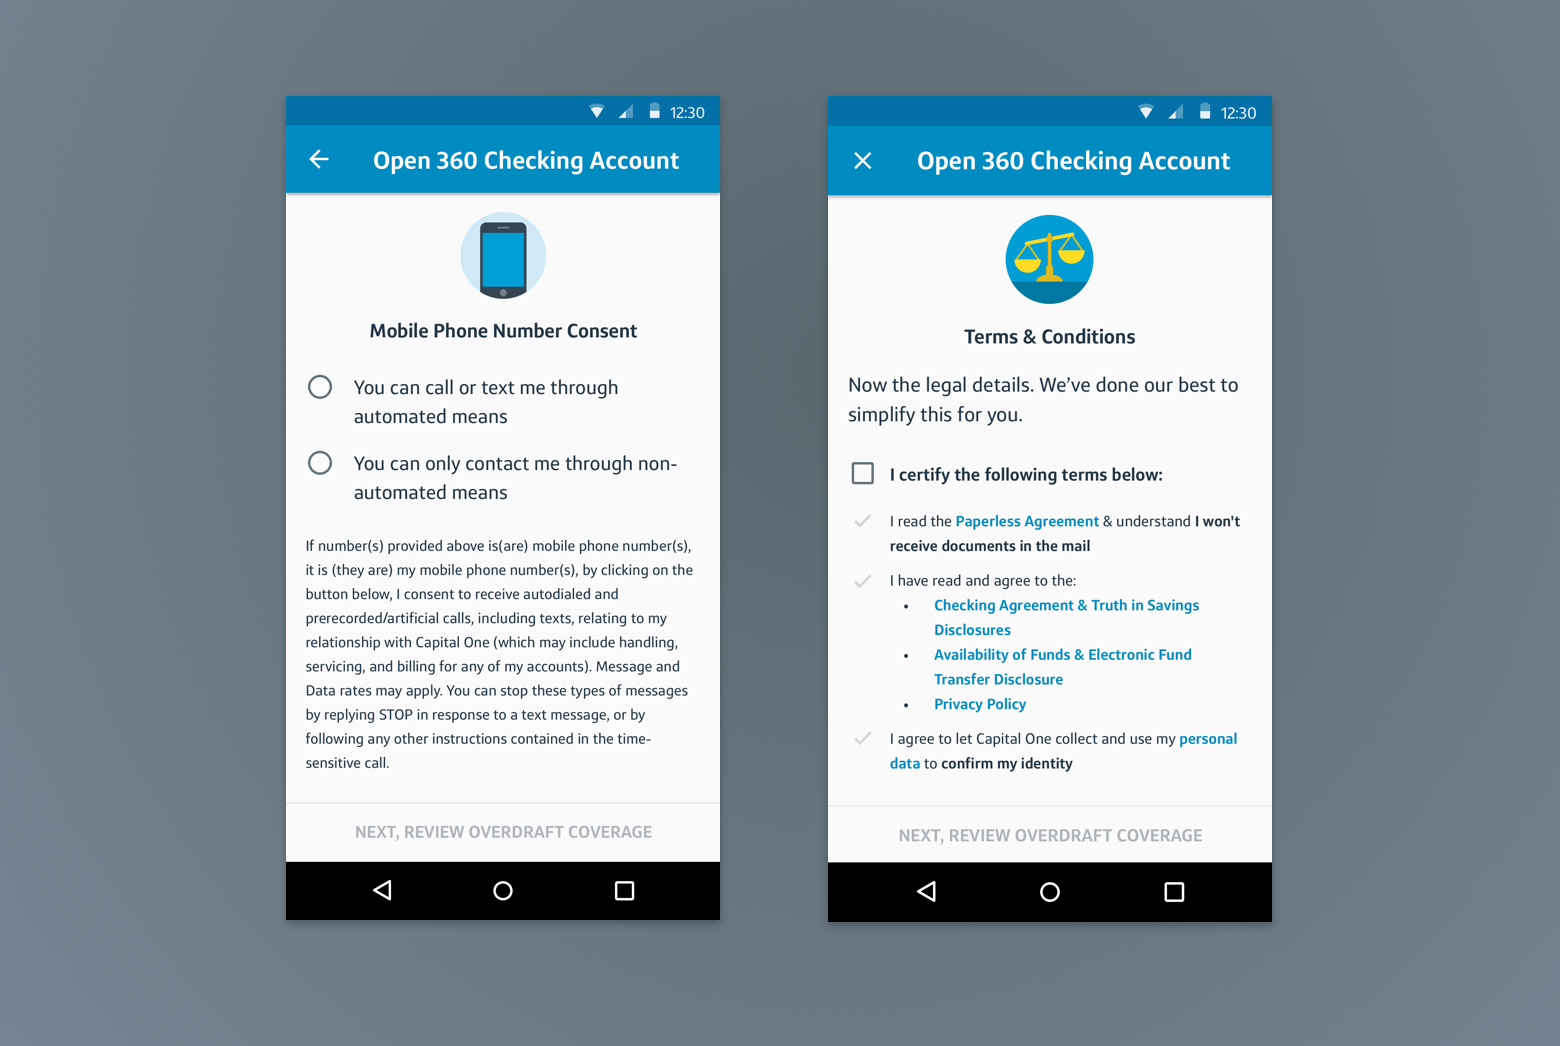 12:30
Open 360 Checking Account
Mobile Phone Number Consent
You can call or text me through
automated means
You can only contact me through non-
automated means
If number(s) provided above is(are) mobile phone number(s),
it is (they are) my mobile phone number(s), by clicking on the
button below, I consent to receive autodialed and
prerecorded/artificial calls, including texts, relating to my
relationship with Capital One (which may include handling,
servicing, and billing for any of my accounts). Message and
Data rates may apply. You can stop these types of messages
by replying STOP in response to a text message, or by
following any other instructions contained in the time-
sensitive call.
NEXT, REVIEW OVERDRAFT COVERAGE
12:30
Open 360 Checking Account
Terms & Conditions
Now the legal details. We’ve done our best to
simplify this for you.
I certify the following terms below:
I read the Paperless Agreement & understand I won't
receive documents in the mail
I have read and agree to the:
• Checking Agreement & Truth in Savings
Disclosures
• Availability of Funds & Electronic Fund
Transfer Disclosure
• Privacy Policy
I agree to let Capital One collect and use my personal
data to confirm my identity
NEXT, REVIEW OVERDRAFT COVERAGE